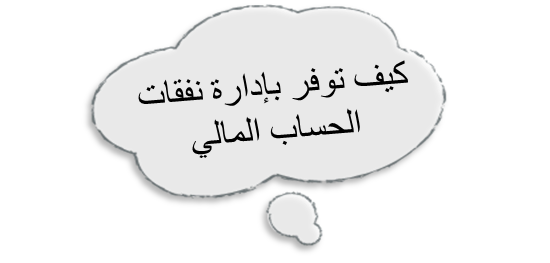 كيف توفر بإدارة نفقات
الحساب المالي